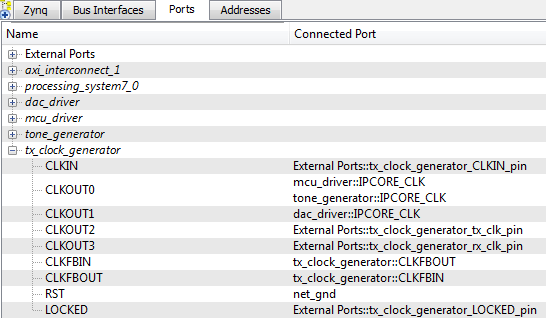 Zynq Bus Interfaces Ports Addresses
Name Connected Port
External Ports
axi_interconnect_1
processing_system7_0
dac_driver
mcu_driver
tone_generator
tx_clock_generator
CLKIN External Ports::tx_clock_generator_CLKIN_pin
CLKOUT0 mcu_driver::IPCORE_CLK
tone_generator::IPCORE_CLK
CLKOUT1 dac_driver::IPCORE_CLK
CLKOUT2 External Ports::tx_clock_generator_tx_clk_pin
CLKOUT3 External Ports::tx_clock_generator_rx_clk_pin
CLKFBIN tx_clock_generator::CLKFBOUT
CLKFBOUT tx_clock_generator::CLKFBIN
RST net_gnd
LOCKED External Ports::tx_clock_generator_LOCKED_pin